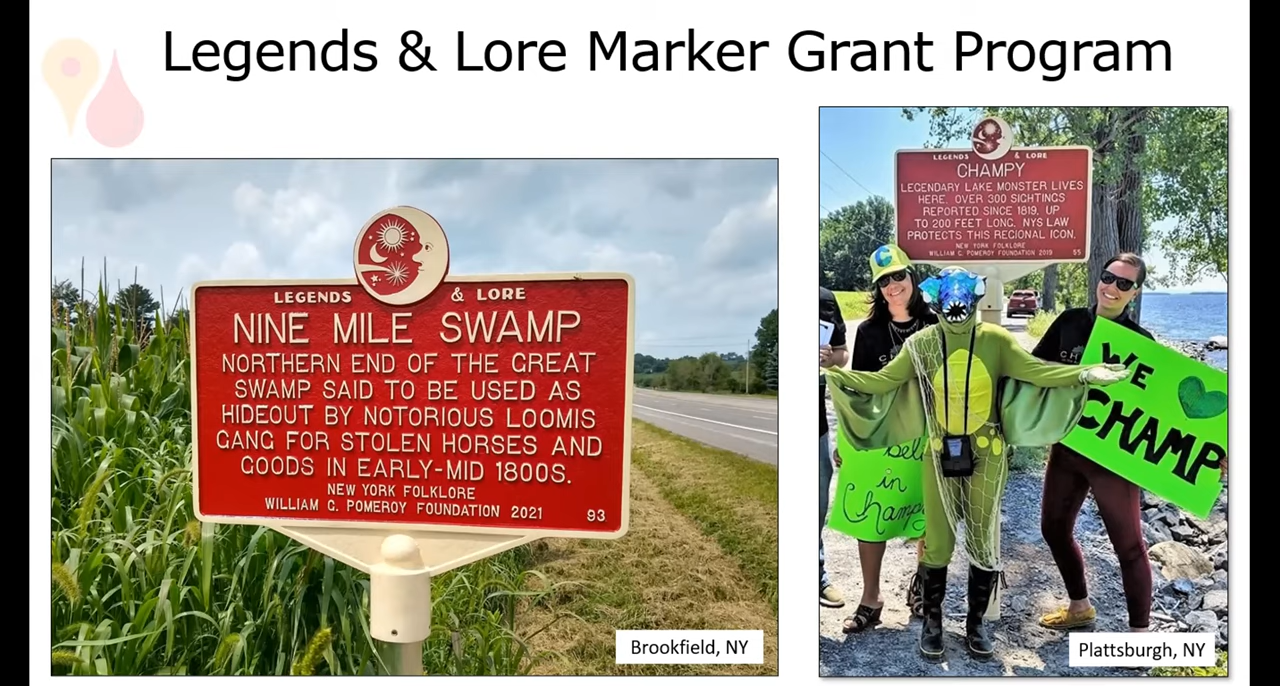 Legends & Lore Marker Grant Program
LEGENDS & LORE
NINE MILE SWAMP
NORTHERN END OF THE GREAT
SWAMP SAID TO BE USED AS
HIDEOUT BY NOTORIOUS LOOMIS
GANG FOR STOLEN HORSES AND
GOODS IN EARLY-MID 1800S.
NEW YORK FOLKLORE
WILLIAM G. POMEROY FOUNDATION 2021 93
Brookfield, NY
LEGENDS & LORE
CHAMPY
LEGENDARY LAKE MONSTER LIVES
HERE. OVER 300 SIGHTINGS
REPORTED SINCE 1819. UP
TO 200 FEET LONG. NYS LAW
PROTECTS THIS REGIONAL ICON.
NEW YORK FOLKLORE
WILLIAM G. POMEROY FOUNDATION 2019 55
WE
CHAMP
in
Champ
Plattsburgh, NY